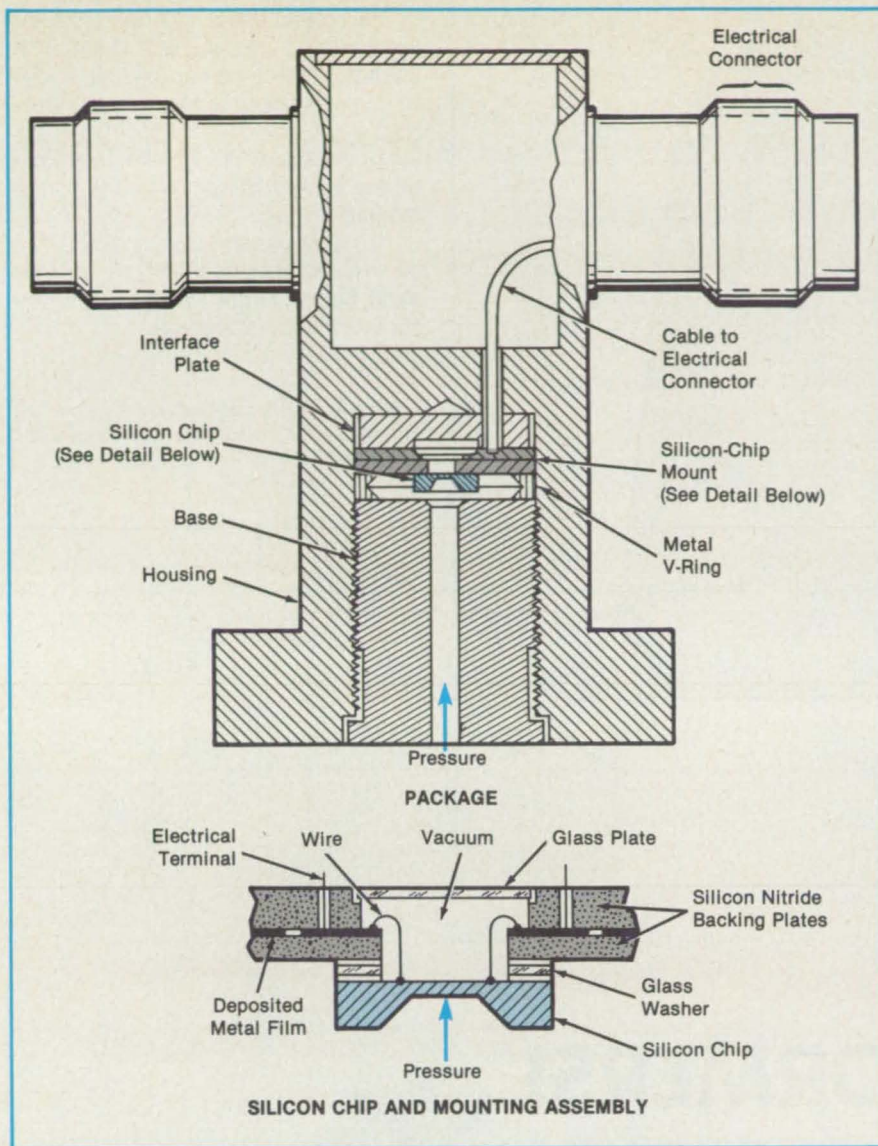 Electrical
Connector
Interface
Plate
Cable to
Electrical
Connector
Silicon Chip
(See Detail Below)
Silicon-Chip
Mount
(See Detail Below)
Base
Metal
V-Ring
Housing
Pressure
PACKAGE
Electrical
Terminal
Wire
Vacuum
Glass Plate
Silicon Nitride
Backing Plates
Deposited
Metal Film
Glass
Washer
Silicon Chip
Pressure
SILICON CHIP AND MOUNTING ASSEMBLY